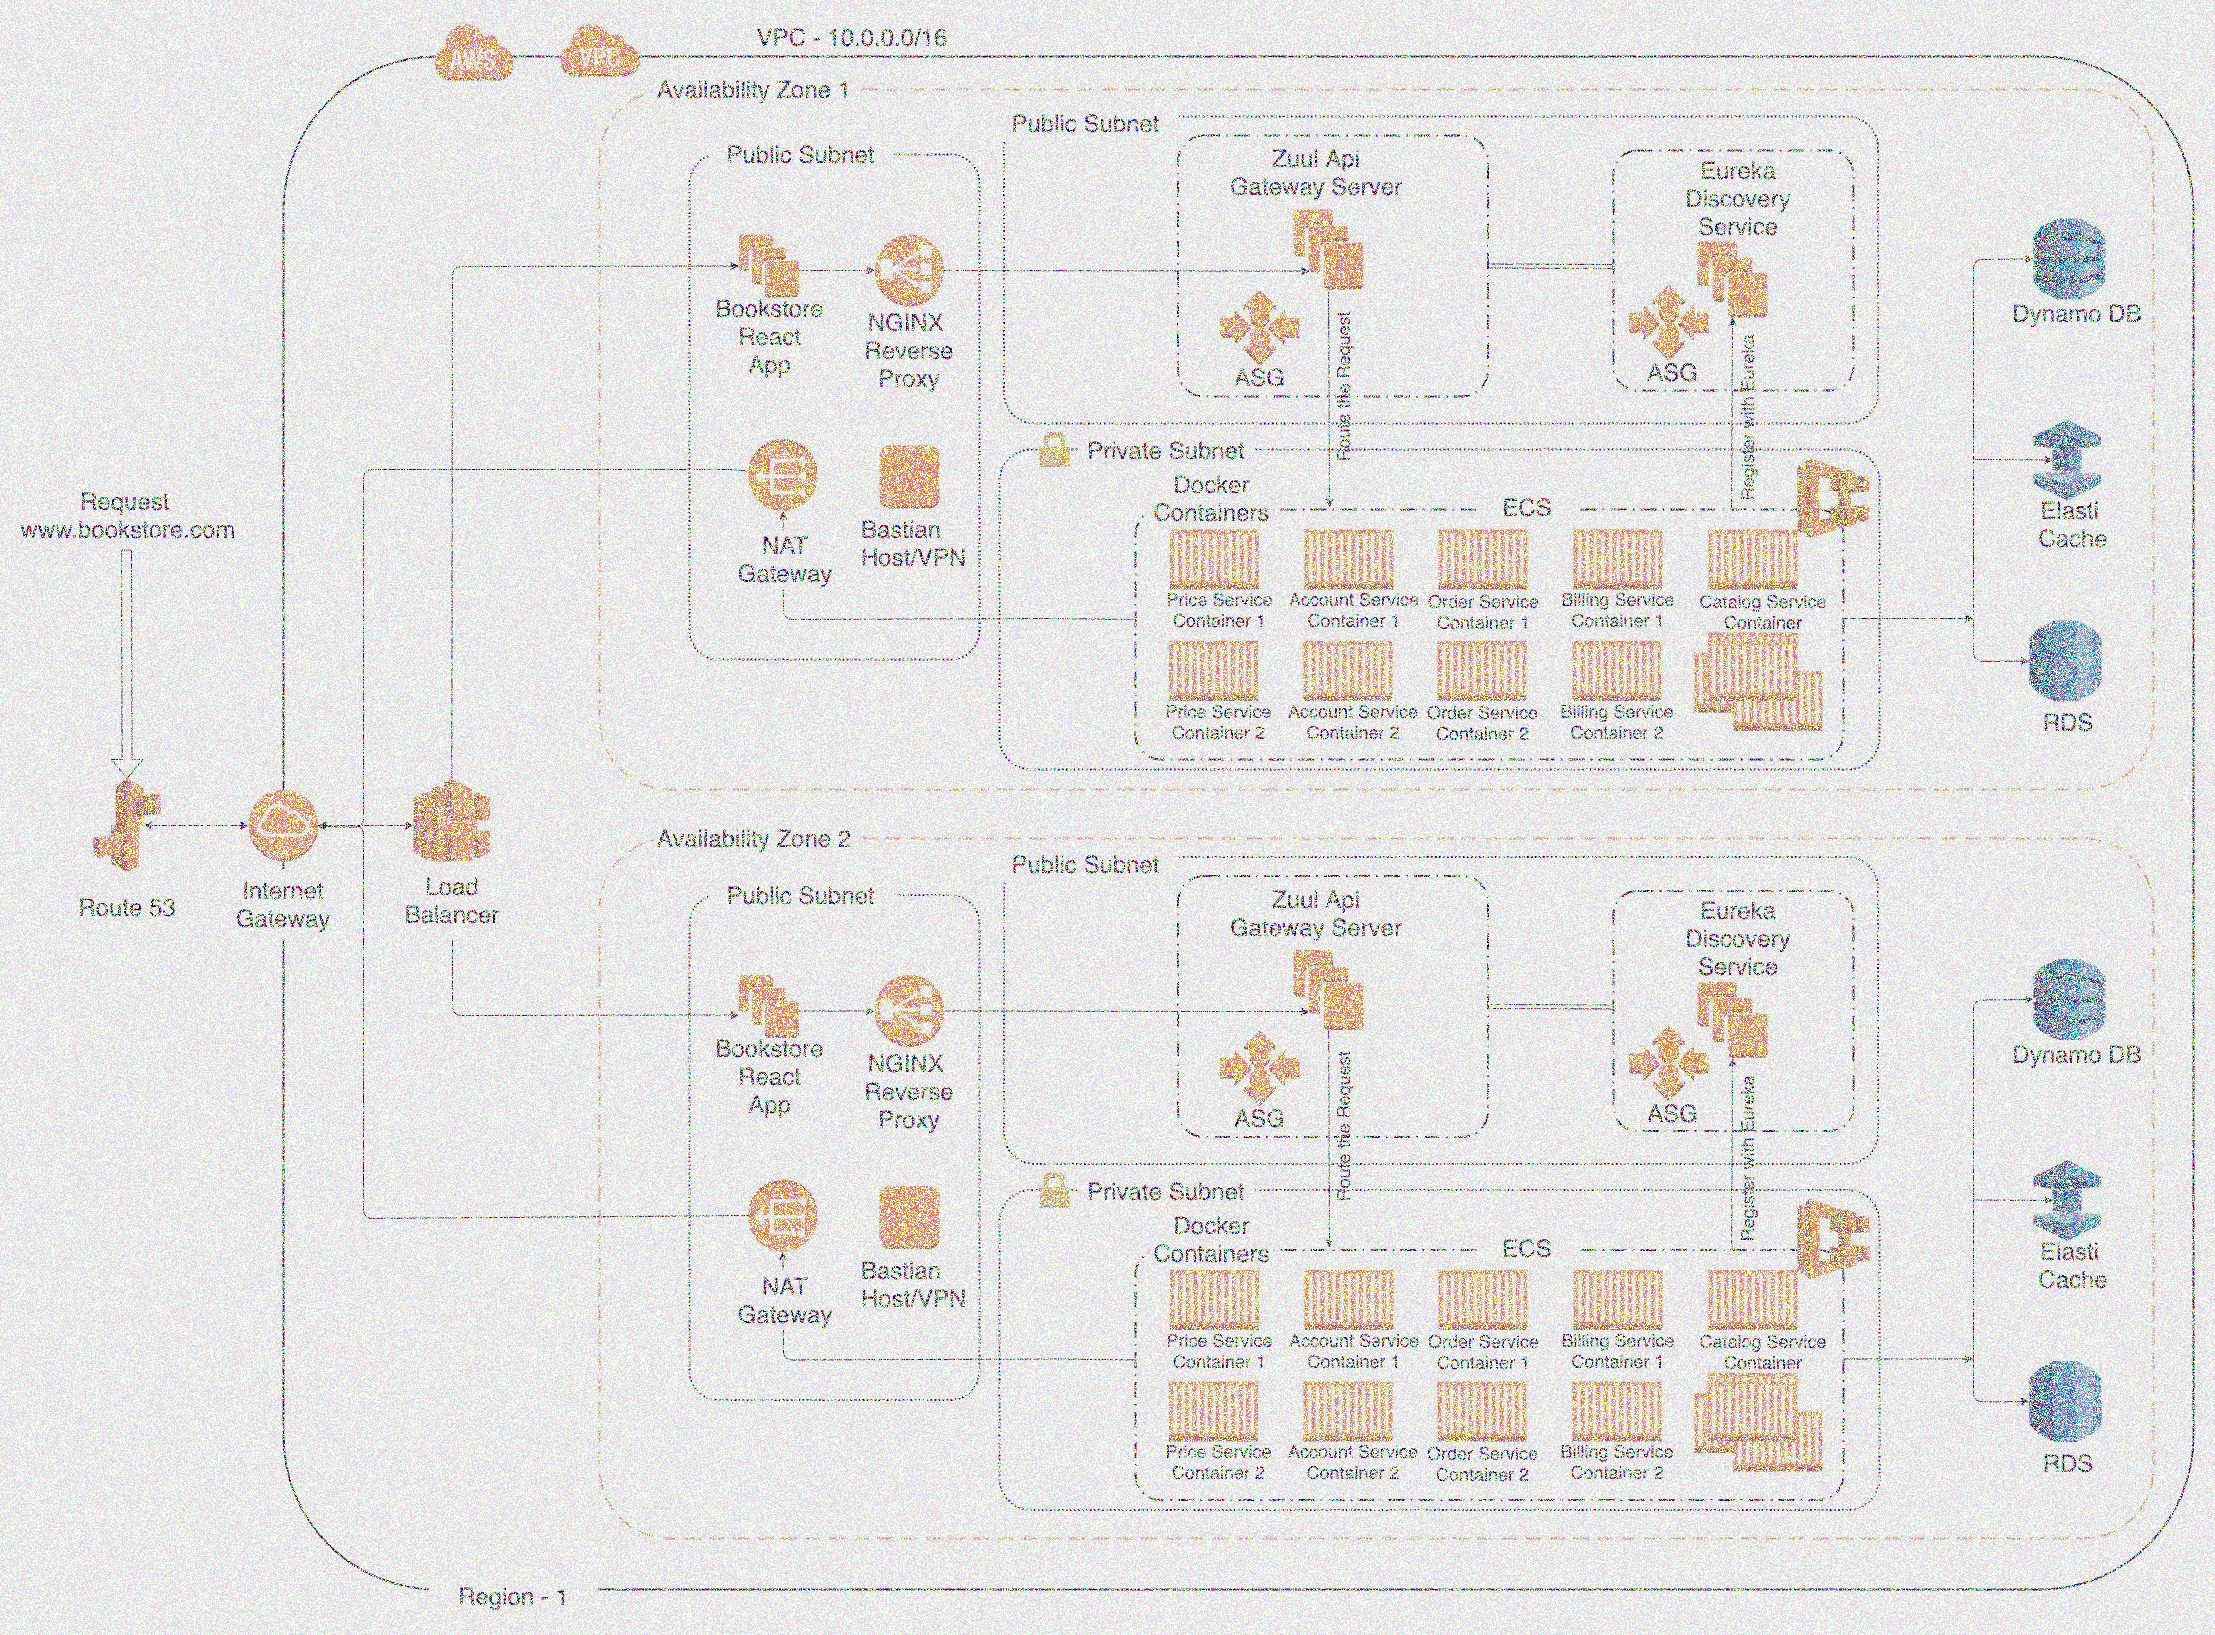 AWS
VPC
VPC - 10.0.0.0/16
Availability Zone 1
Public Subnet
Public Subnet
Zuul Api
Gateway Server
Eureka
Discovery
Service
Bookstore
React
App
NGINX
Reverse
Proxy
ASG
ASG
Route the Request
Register with Eureka
Dynamo DB
Private Subnet
Docker
Containers
ECS
Request
www.bookstore.com
NAT
Gateway
Bastian
Host/VPN
Elasti
Cache
Price Service
Container 1
Account Service
Container 1
Order Service
Container 1
Billing Service
Container 1
Catalog Service
Container
Price Service
Container 2
Account Service
Container 2
Order Service
Container 2
Billing Service
Container 2
RDS
Route 53
Internet
Gateway
Load
Balancer
Availability Zone 2
Public Subnet
Public Subnet
Zuul Api
Gateway Server
Eureka
Discovery
Service
Bookstore
React
App
NGINX
Reverse
Proxy
ASG
ASG
Route the Request
Register with Eureka
Dynamo DB
Private Subnet
Docker
Containers
ECS
NAT
Gateway
Bastian
Host/VPN
Elasti
Cache
Price Service
Container 1
Account Service
Container 1
Order Service
Container 1
Billing Service
Container 1
Catalog Service
Container
Price Service
Container 2
Account Service
Container 2
Order Service
Container 2
Billing Service
Container 2
RDS
Region - 1